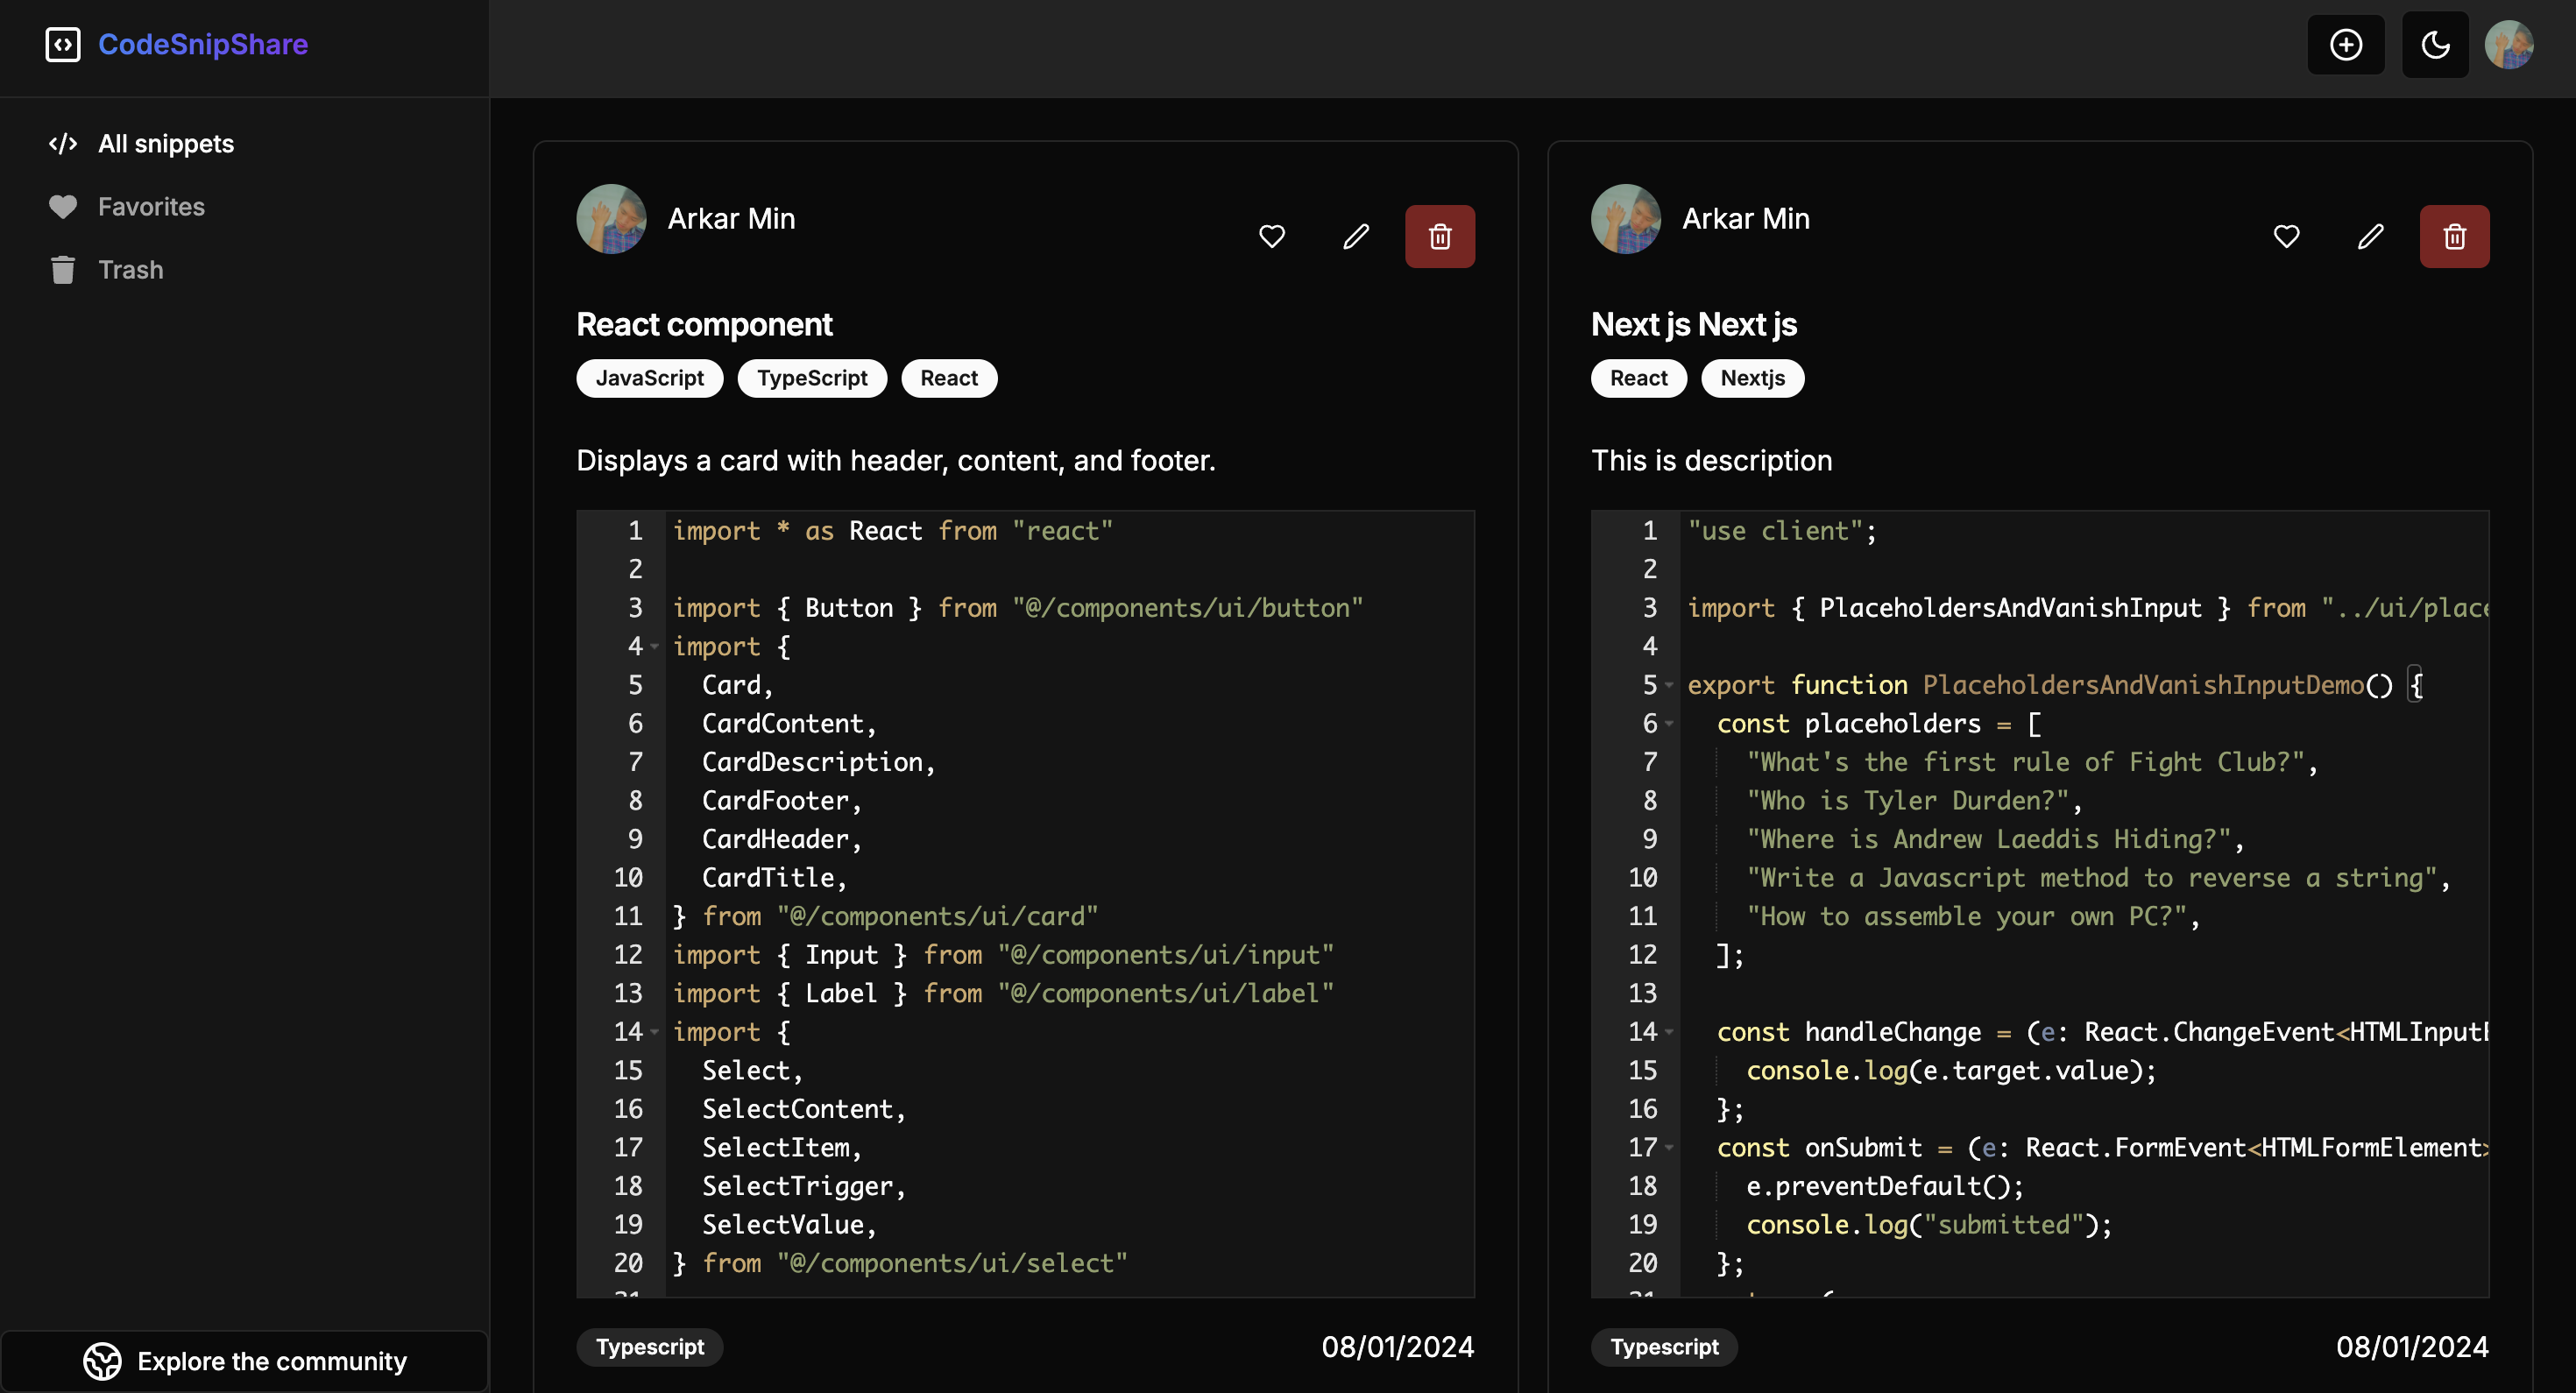 CodeSnipShare
All snippets
Favorites
Trash
Explore the community
Arkar Min
React component
JavaScript TypeScript React
Displays a card with header, content, and footer.
1 import * as React from "react"
2
3 import { Button } from "@/components/ui/button"
4 import {
5 Card,
6 CardContent,
7 CardDescription,
8 CardFooter,
9 CardHeader,
10 CardTitle,
11 } from "@/components/ui/card"
12 import { Input } from "@/components/ui/input"
13 import { Label } from "@/components/ui/label"
14 import {
15 Select,
16 SelectContent,
17 SelectItem,
18 SelectTrigger,
19 SelectValue,
20 } from "@/components/ui/select"
Typescript 08/01/2024
Arkar Min
Next js Next js
React Nextjs
This is description
1 "use client";
2
3 import { PlaceholdersAndVanishInput } from "../ui/place
4
5 export function PlaceholdersAndVanishInputDemo() {
6 const placeholders = [
7 "What's the first rule of Fight Club?",
8 "Who is Tyler Durden?",
9 "Where is Andrew Laeddis Hiding?",
10 "Write a Javascript method to reverse a string",
11 "How to assemble your own PC?",
12 ];
13
14 const handleChange = (e: React.ChangeEvent<HTMLInputE
15 console.log(e.target.value);
16 };
17 const onSubmit = (e: React.FormEvent<HTMLFormElement>
18 e.preventDefault();
19 console.log("submitted");
20 };
Typescript 08/01/2024